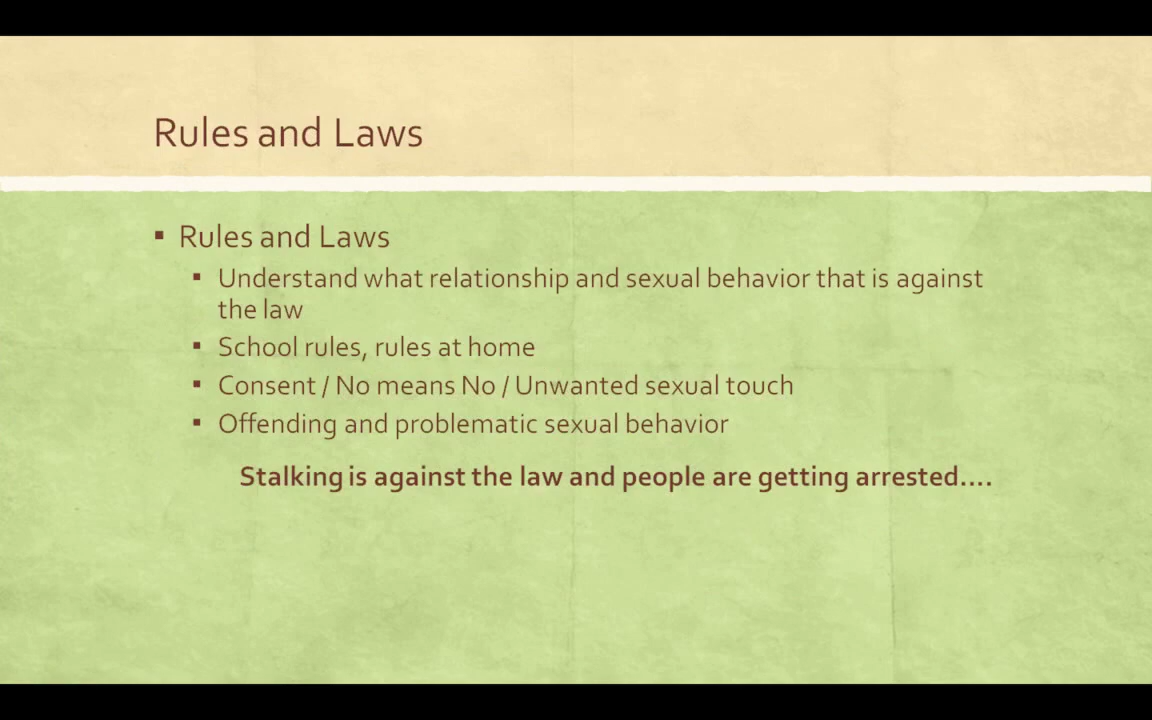 Rules and Laws
▪ Rules and Laws
▪ Understand what relationship and sexual behavior that is against
the law
▪ School rules, rules at home
▪ Consent / No means No / Unwanted sexual touch
▪ Offending and problematic sexual behavior
Stalking is against the law and people are getting arrested....